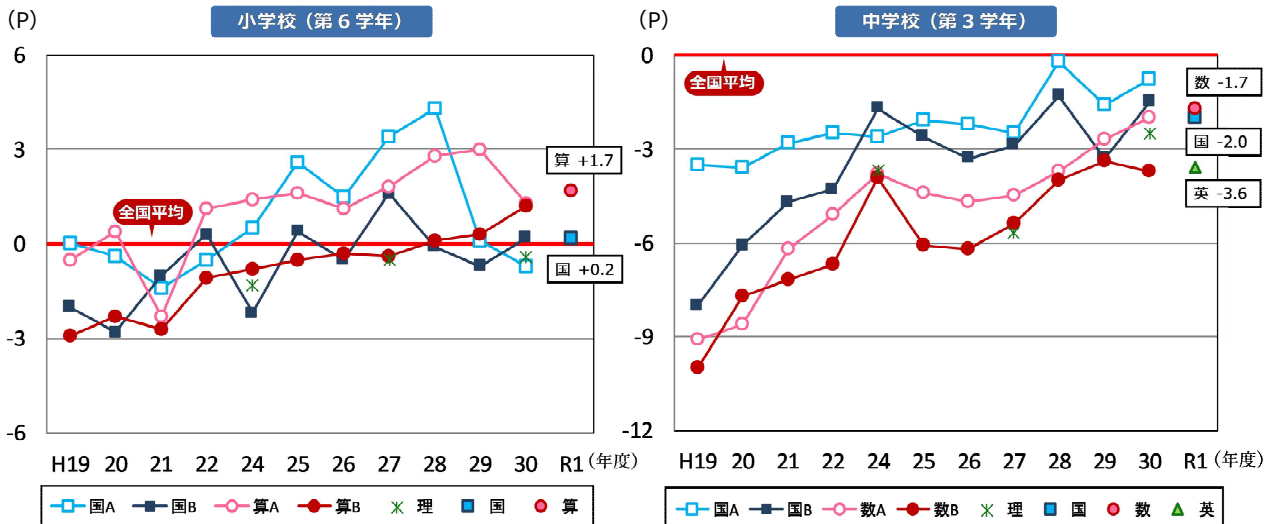 小学校（第６学年）
(P)
6
3
0
-3
-6
全国平均
算 +1.7
国 +0.2
H19 20 21 22 24 25 26 27 28 29 30 R1（年度）
国A 国B 算A 算B 理 国 算
中学校（第３学年）
(P)
0
-3
-6
-9
-12
全国平均
数 -1.7
国 -2.0
英 -3.6
H19 20 21 22 24 25 26 27 28 29 30 R1（年度）
国A 国B 数A 数B 理 国 数 英